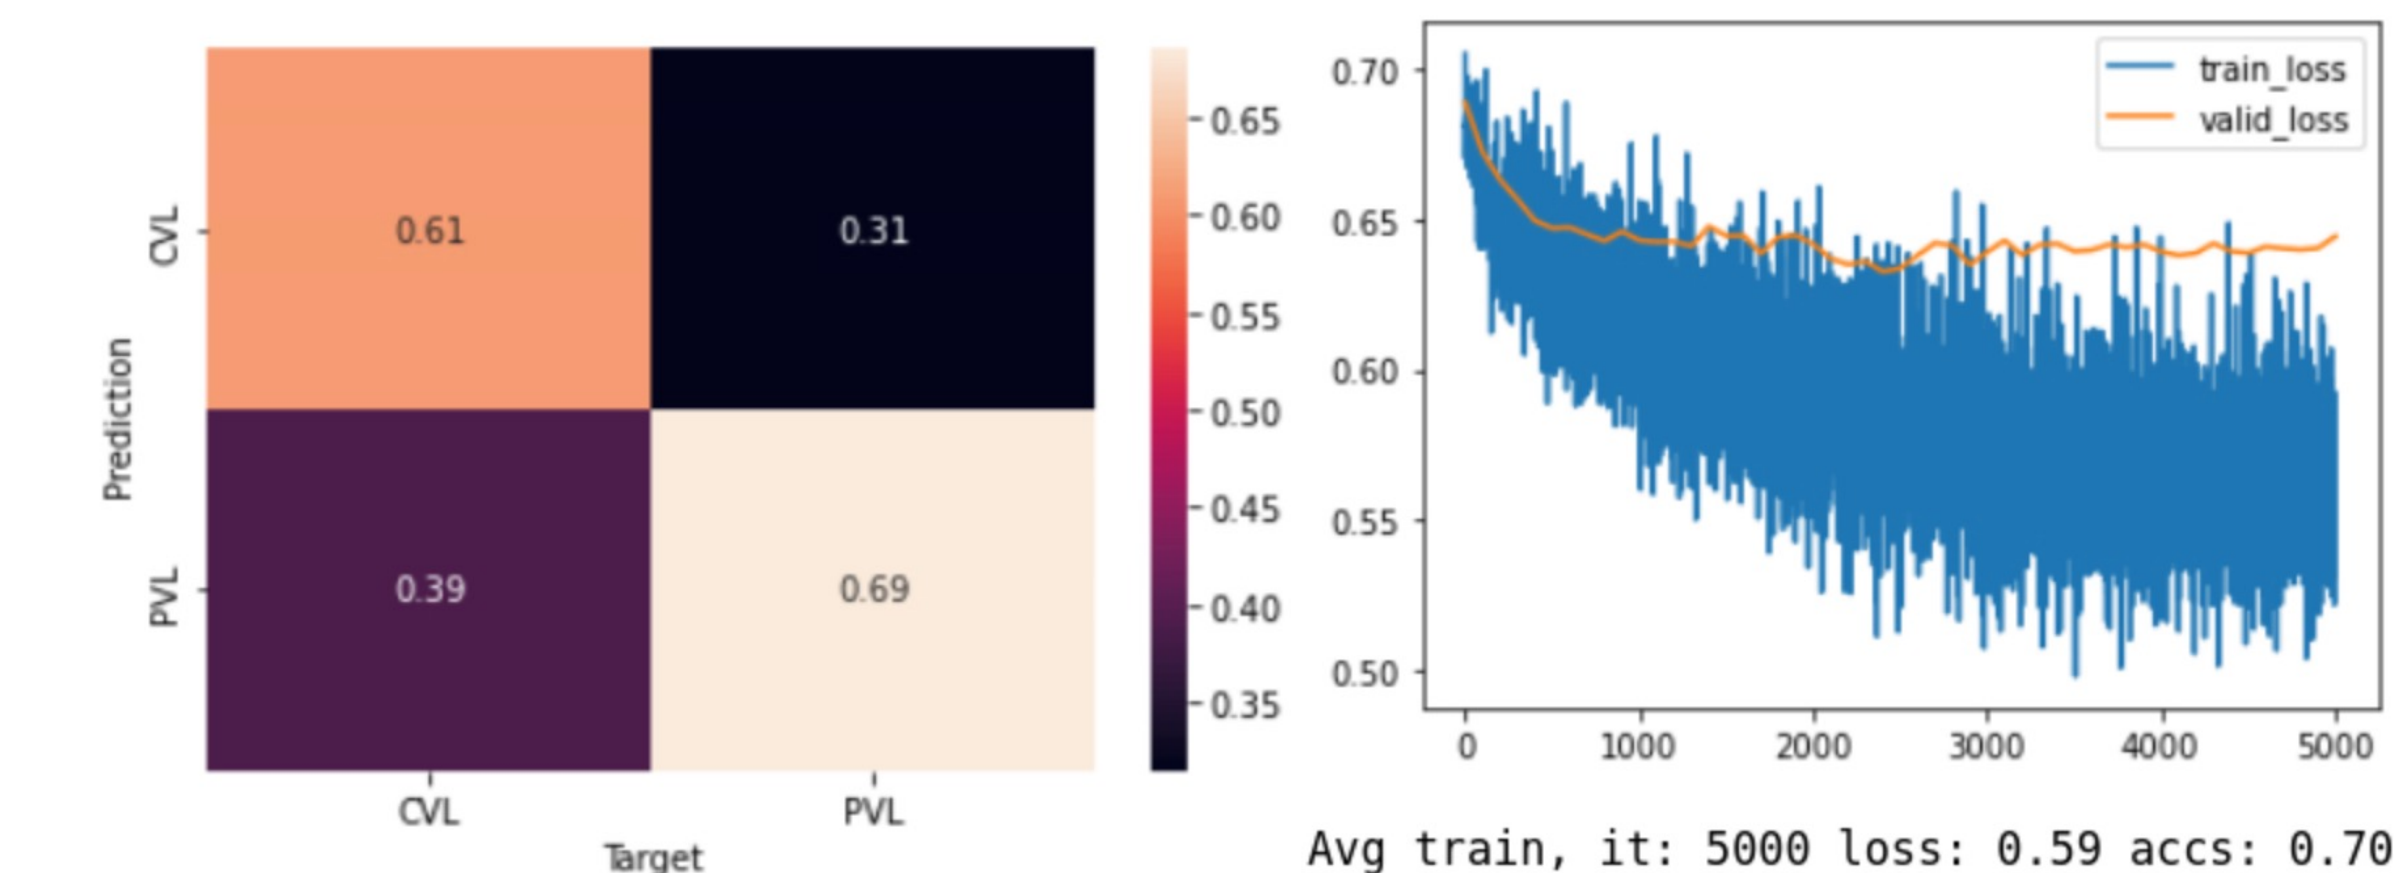 CVL
PVL
Prediction
0.61
0.31
0.39
0.69
CVL
PVL
Target
0.65
0.60
0.55
0.50
0.45
0.40
0.35
0.70
0.65
0.60
0.55
0.50
train_loss
valid_loss
0
1000
2000
3000
4000
5000
Avg train, it: 5000 loss: 0.59 accs: 0.70